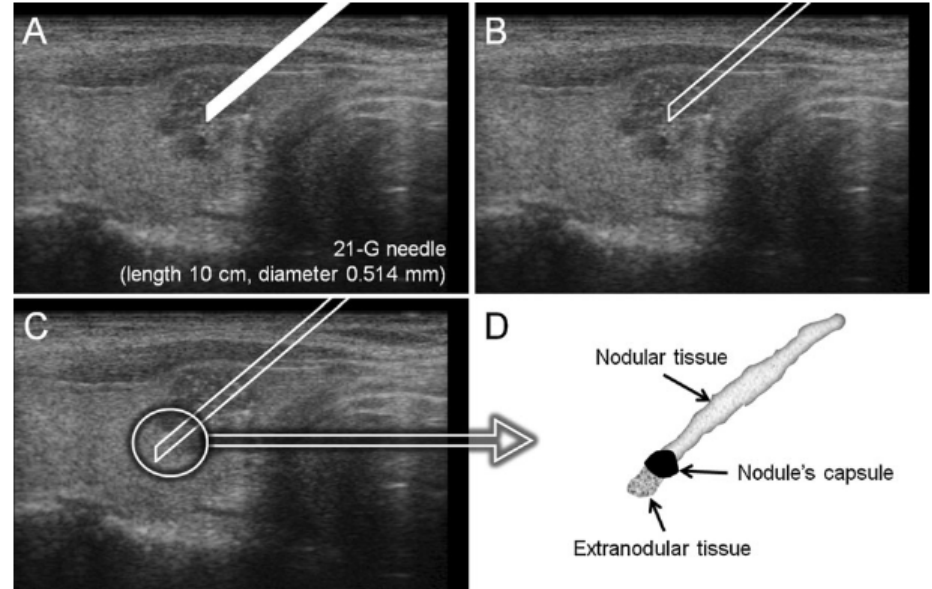 A
21-G needle
(length 10 cm, diameter 0.514 mm)
B
C
D
Nodular tissue
Nodule's capsule
Extranodular tissue